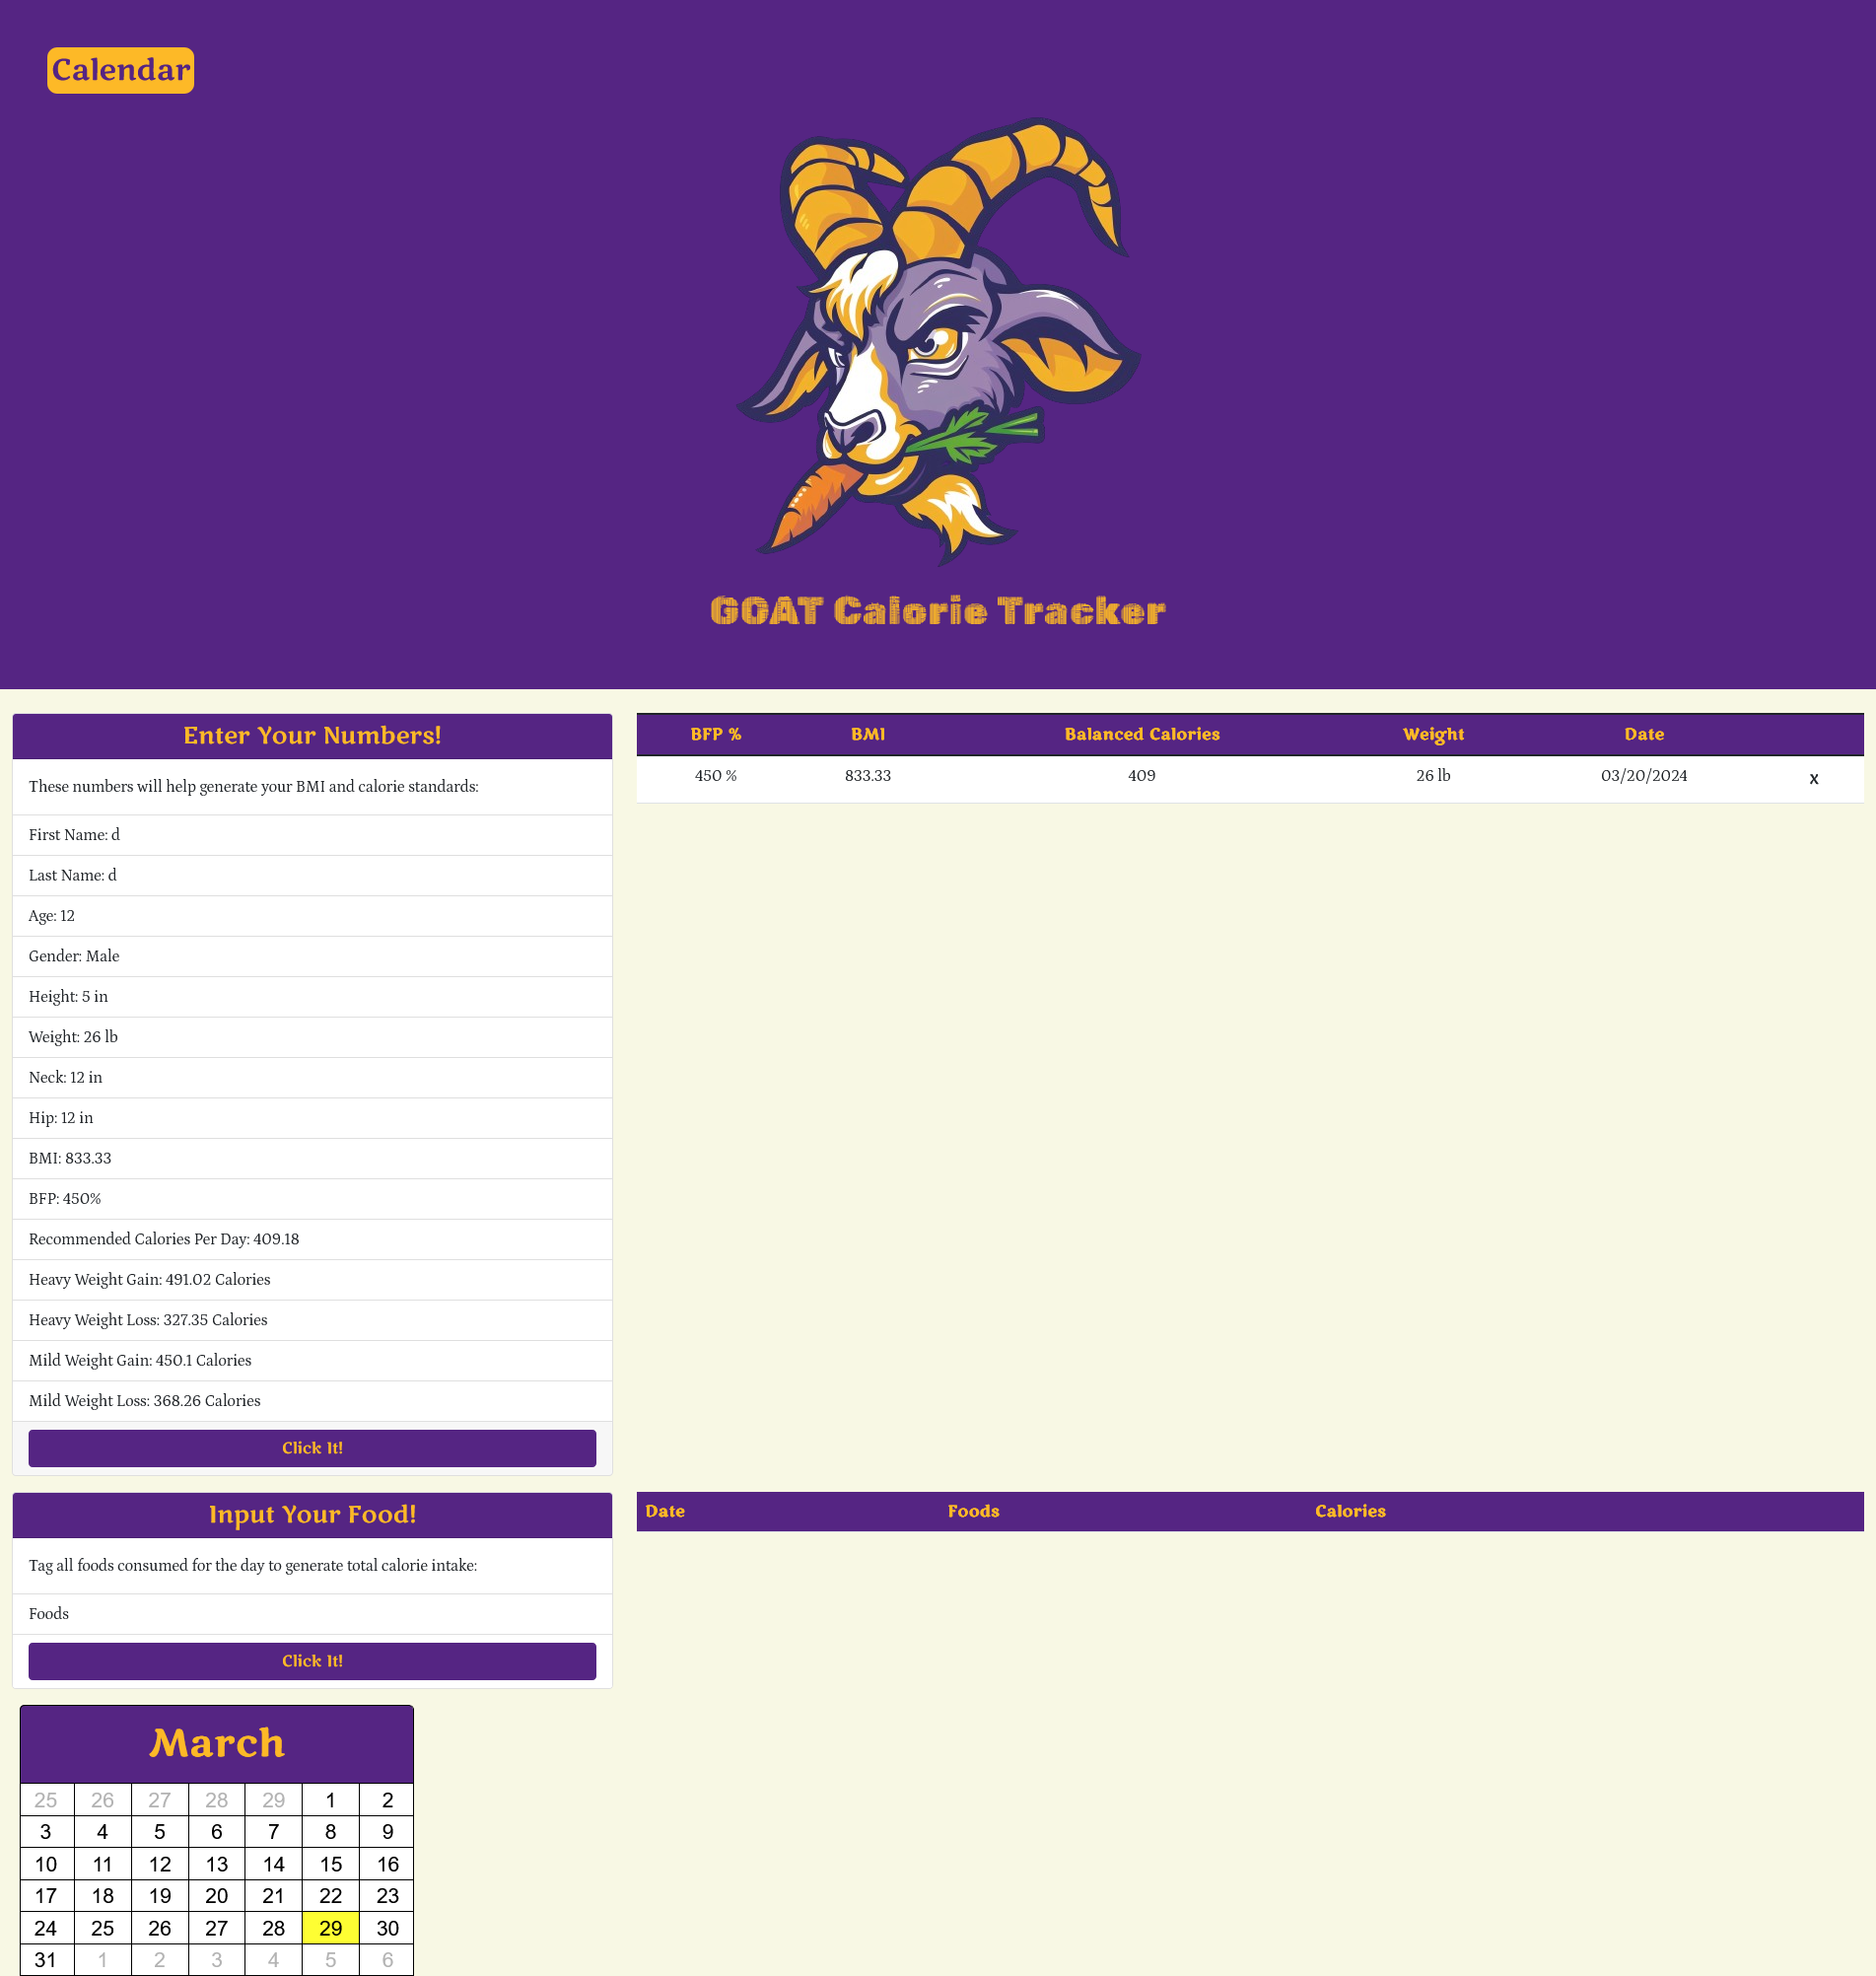 Calendar
GOAT Calorie Tracker
Enter Your Numbers!
These numbers will help generate your BMI and calorie standards:
First Name: d
Last Name: d
Age: 12
Gender: Male
Height: 5 in
Weight: 26 lb
Neck: 12 in
Hip: 12 in
BMI: 833.33
BFP: 450%
Recommended Calories Per Day: 409.18
Heavy Weight Gain: 491.02 Calories
Heavy Weight Loss: 327.35 Calories
Mild Weight Gain: 450.1 Calories
Mild Weight Loss: 368.26 Calories
Click It!
BFP % BMI Balanced Calories Weight Date
450 % 833.33 409 26 lb 03/20/2024 x
Input Your Food!
Tag all foods consumed for the day to generate total calorie intake:
Foods
Click It!
Date Foods Calories
March
25 26 27 28 29 1 2
3 4 5 6 7 8 9
10 11 12 13 14 15 16
17 18 19 20 21 22 23
24 25 26 27 28 29 30
31 1 2 3 4 5 6